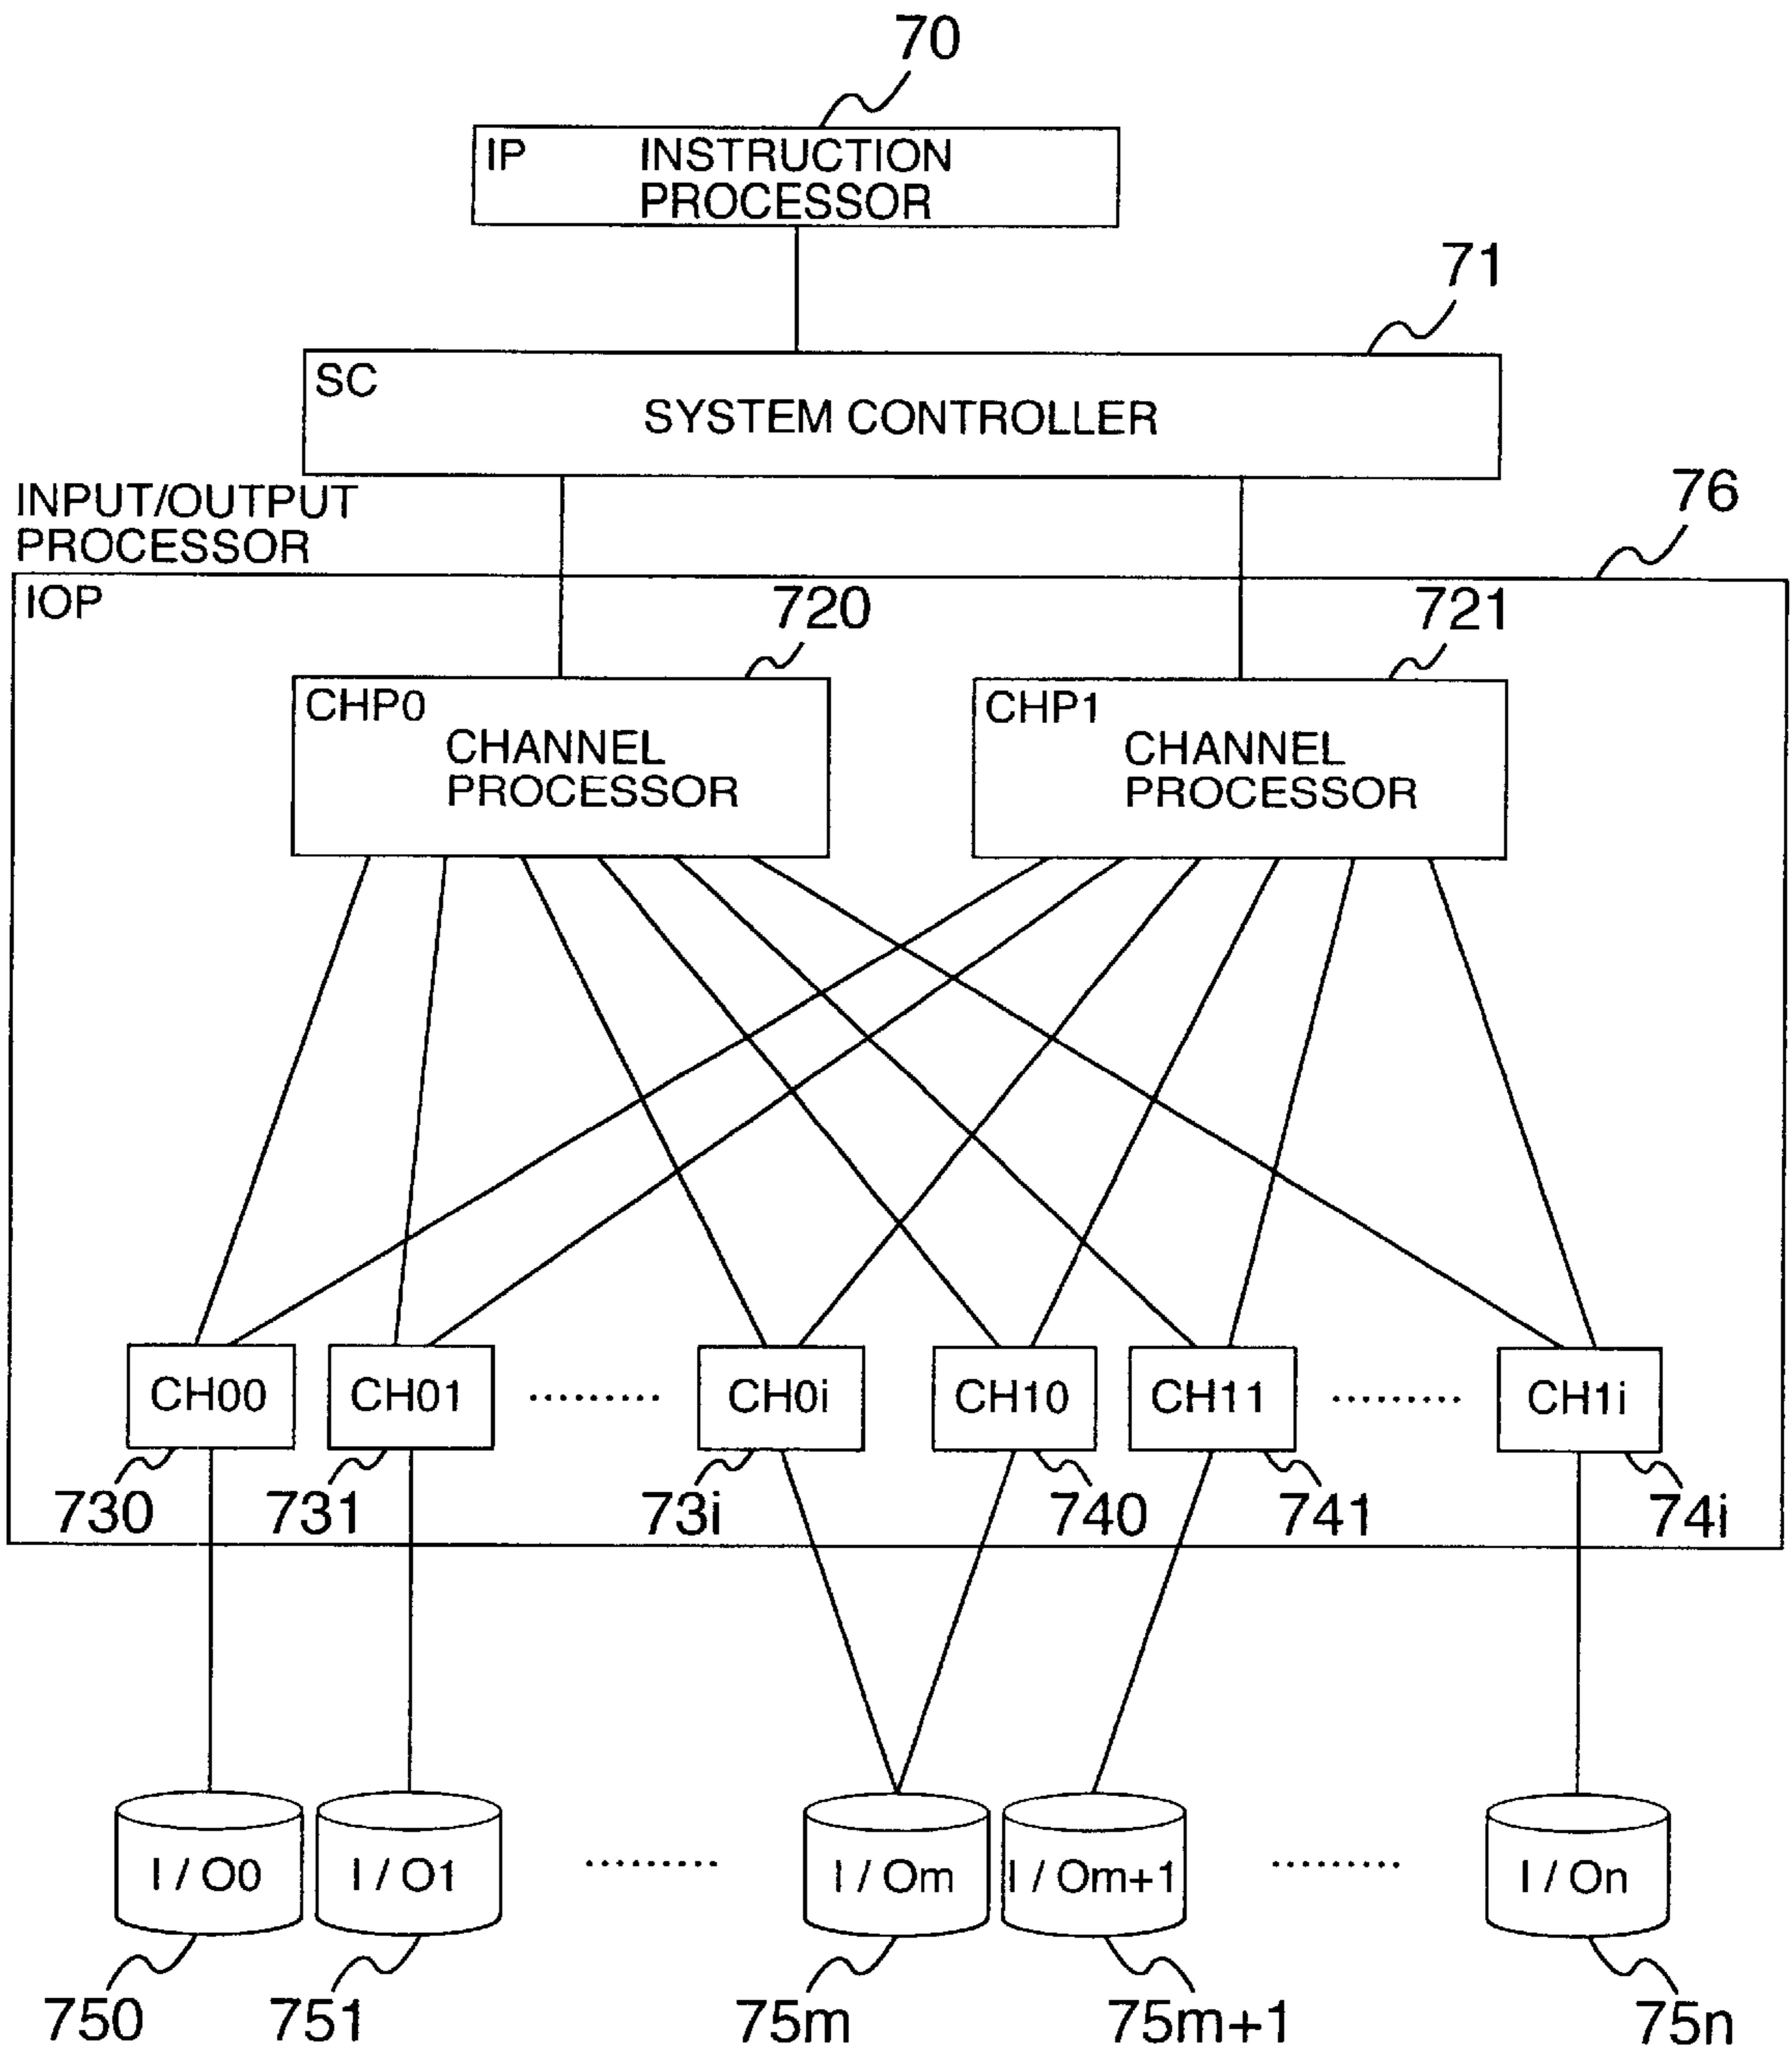 70
IP INSTRUCTION
PROCESSOR
71
SC
SYSTEM CONTROLLER
INPUT/OUTPUT
PROCESSOR
76
IOP
720
721
CHP0
CHANNEL
PROCESSOR
CHP1
CHANNEL
PROCESSOR
CH00
CH01
..........
CH0i
CH10
CH11
..........
CH1i
730
731
73i
740
741
74i
I / O0
I / O1
..........
I / Om
I / Om+1
..........
I / On
750
751
75m
75m+1
75n